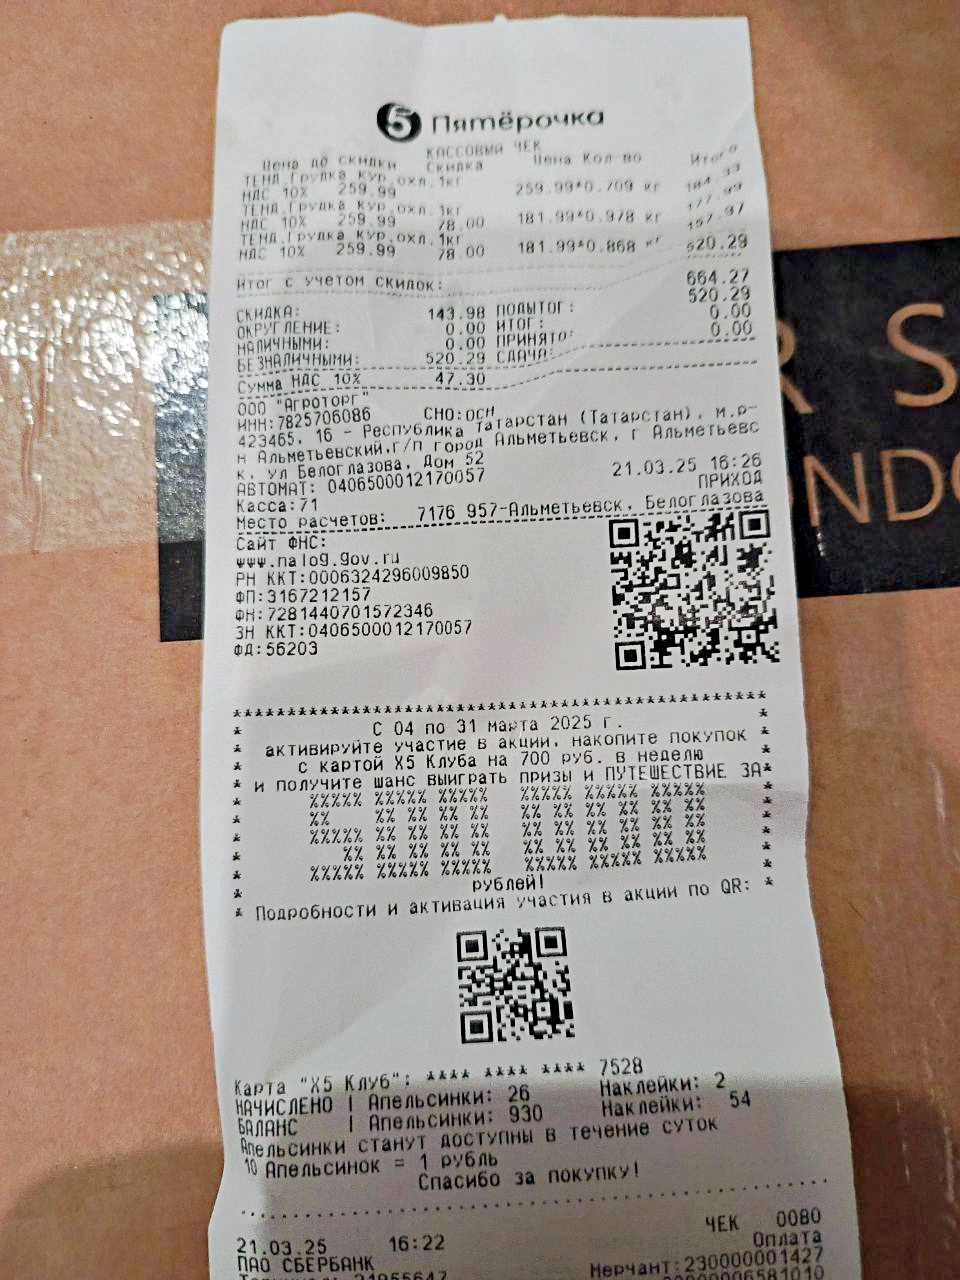 5 Пятёрочка
КАССОВЫЙ ЧЕК
Цена до скидки Скидка Цена Кол-во Итого
ТЕНД.Грудка КУР.охл.1кг
НДС 10% 259.99 259.99*0.709 кг 184.33
ТЕНД.Грудка КУР.охл.1кг
НДС 10% 259.99 78.00 181.99*0.978 кг 177.99
ТЕНД.Грудка КУР.охл.1кг
НДС 10% 259.99 78.00 181.99*0.868 кг 157.97
520.29
Итог с учетом скидок:
СКИДКА: 143.98 ПОДЫТОГ: 664.27
ОКРУГЛЕНИЕ: 0.00 ИТОГ: 520.29
НАЛИЧНЫМИ: 0.00 ПРИНЯТО: 0.00
БЕЗНАЛИЧНЫМИ: 520.29 СДАЧА: 0.00
Сумма НДС 10% 47.30
ООО "АГРОТОРГ"
ИНН:7825706086 СНО:ОСН
423465, 16 - Республика Татарстан (Татарстан), м.р-
н Альметьевский,г/п город Альметьевск, г Альметьевс
к, ул Белоглазова, Дом 52
АВТОМАТ: 0406500012170057 21.03.25 16:26
Касса:71 ПРИХОД
Место расчетов: 7176 957-Альметьевск, Белоглазова
Сайт ФНС:
www.nalog.gov.ru
РН ККТ:0006324296009850
ФП:3167212157
ФН:7281440701572346
ЗН ККТ:0406500012170057
ФД:56203
С 04 по 31 марта 2025 г.
активируйте участие в акции, накопите покупок
с картой Х5 Клуба на 700 руб. в неделю
и получите шанс выиграть призы и ПУТЕШЕСТВИЕ ЗА
500 000
рублей!
Подробности и активация участия в акции по QR:
Карта "Х5 Клуб": **** **** **** 7528
НАЧИСЛЕНО | Апельсинки: 26 Наклейки: 2
БАЛАНС | Апельсинки: 930 Наклейки: 54
Апельсинки станут доступны в течение суток
10 Апельсинок = 1 рубль
Спасибо за покупку!
ЧЕК 0080
21.03.25 16:22 Оплата
ПАО СБЕРБАНК Мерчант:230000001427
R S
NDO